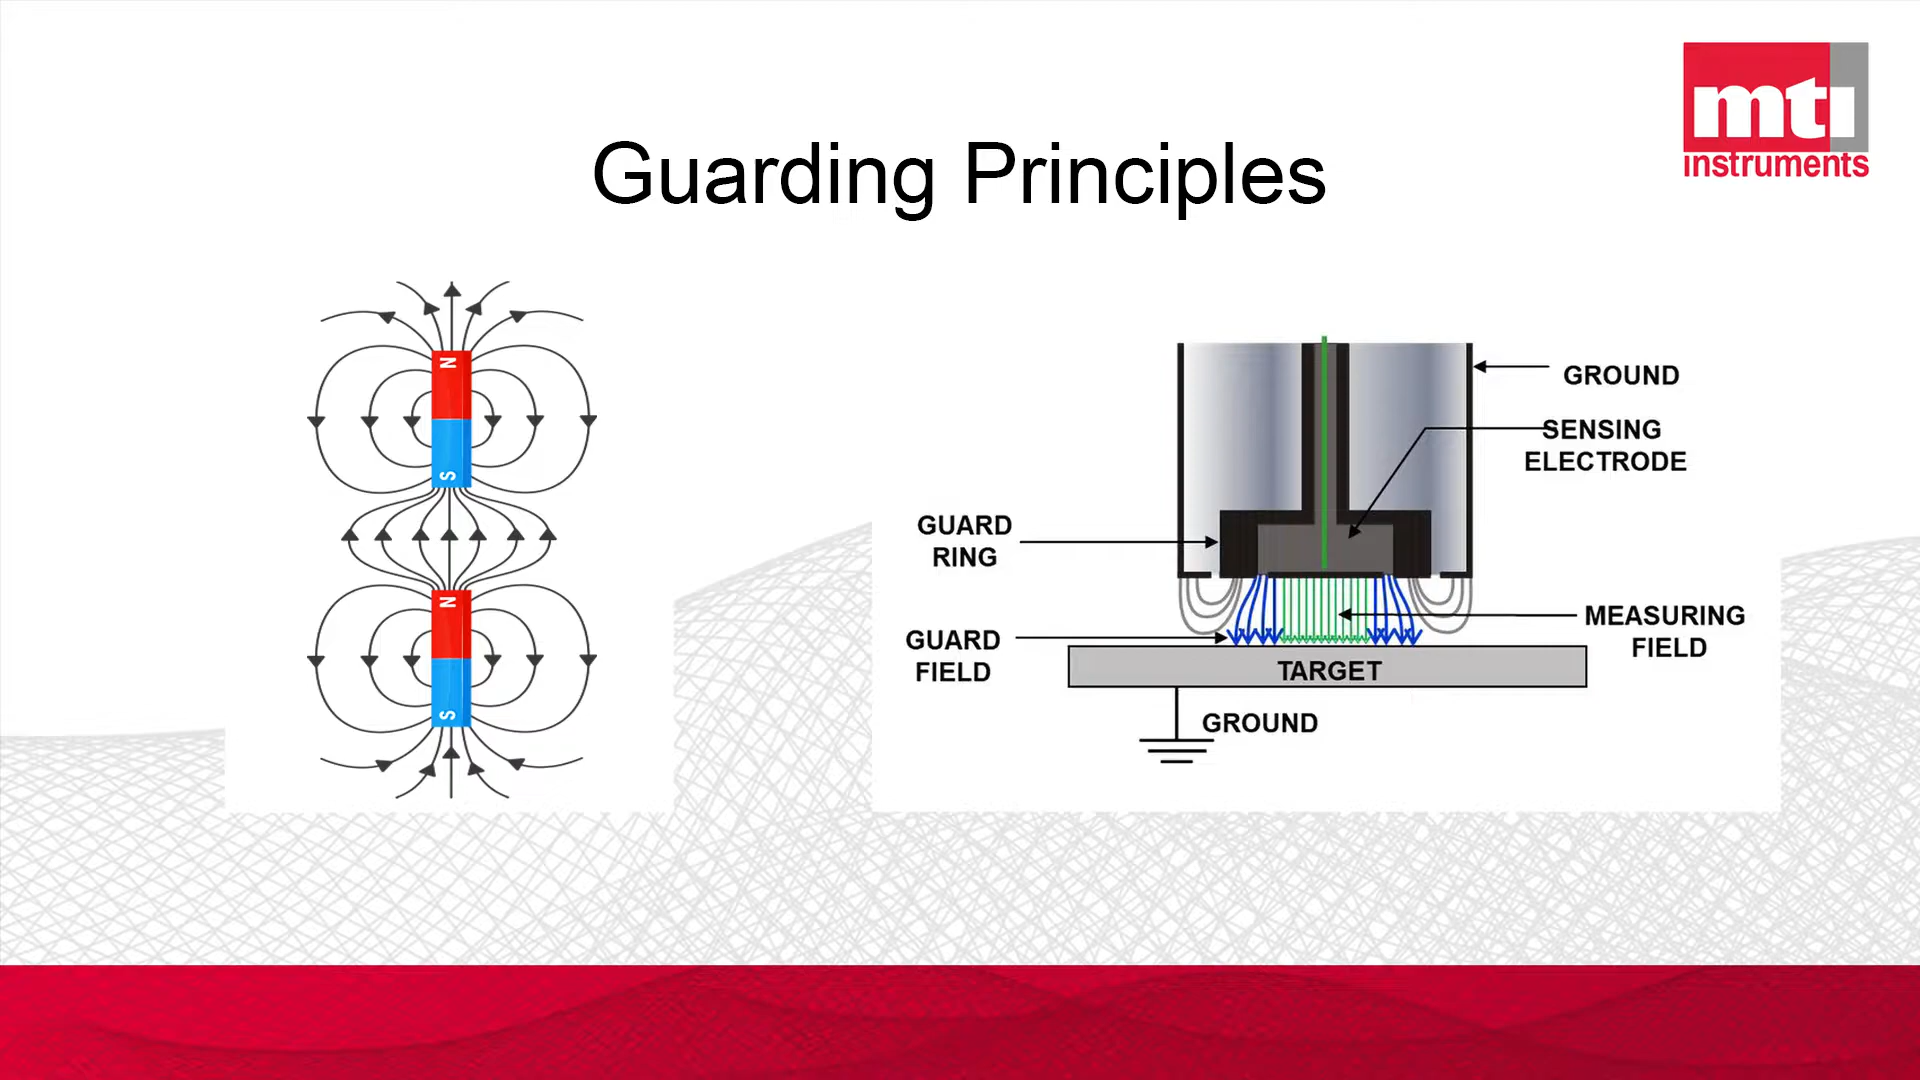 mti
instruments
Guarding Principles
N
S
N
S
GROUND
SENSING
ELECTRODE
GUARD
RING
GUARD
FIELD
MEASURING
FIELD
TARGET
GROUND